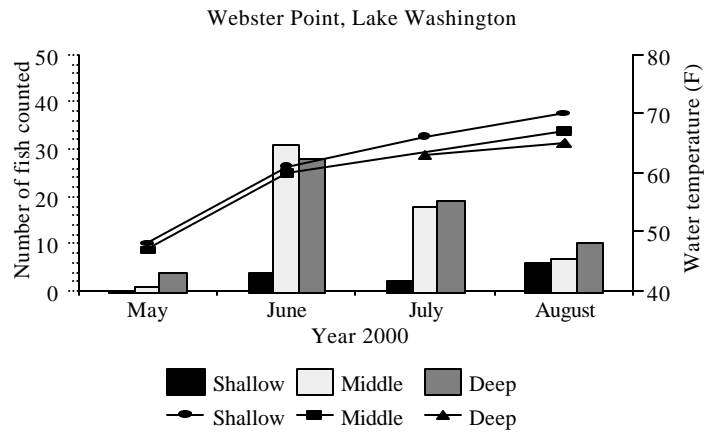 Webster Point, Lake Washington
Number of fish counted
50
40
30
20
10
0
Water temperature (F)
80
70
60
50
40
May June July August
Year 2000
Shallow Middle Deep
Shallow Middle Deep